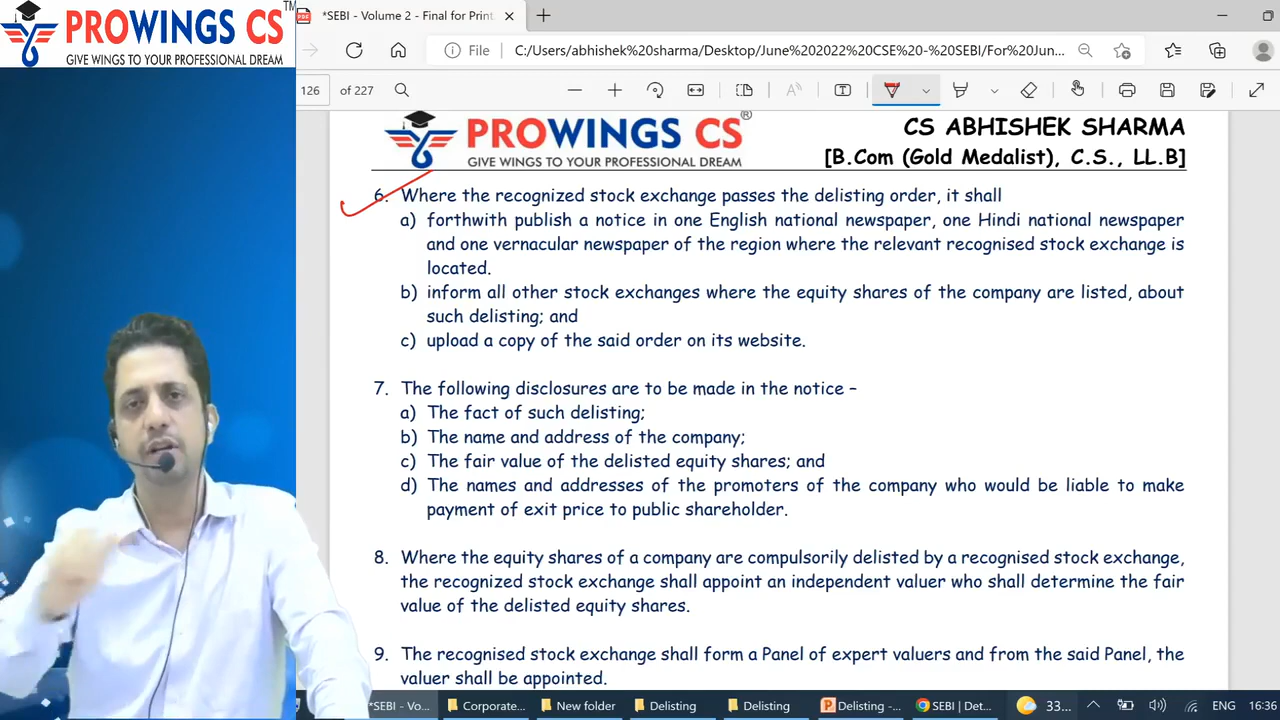 PROWINGS CS™
GIVE WINGS TO YOUR PROFESSIONAL DREAM
*SEBI - Volume 2 - Final for Print
File
C:/Users/abhishek%20sharma/Desktop/June%202022%20CSE%20-%20SEBI/For%20Jun...
126 of 227
PROWINGS CS®
GIVE WINGS TO YOUR PROFESSIONAL DREAM
CS ABHISHEK SHARMA
[B.Com (Gold Medalist), C.S., LL.B]
6. Where the recognized stock exchange passes the delisting order, it shall
a) forthwith publish a notice in one English national newspaper, one Hindi national newspaper
and one vernacular newspaper of the region where the relevant recognised stock exchange is
located.
b) inform all other stock exchanges where the equity shares of the company are listed, about
such delisting; and
c) upload a copy of the said order on its website.
7. The following disclosures are to be made in the notice –
a) The fact of such delisting;
b) The name and address of the company;
c) The fair value of the delisted equity shares; and
d) The names and addresses of the promoters of the company who would be liable to make
payment of exit price to public shareholder.
8. Where the equity shares of a company are compulsorily delisted by a recognised stock exchange,
the recognized stock exchange shall appoint an independent valuer who shall determine the fair
value of the delisted equity shares.
9. The recognised stock exchange shall form a Panel of expert valuers and from the said Panel, the
valuer shall be appointed.
*SEBI - Vo...
Corporate...
New folder
Delisting
Delisting
Delisting -...
SEBI | Det...
33...
ENG
16:36